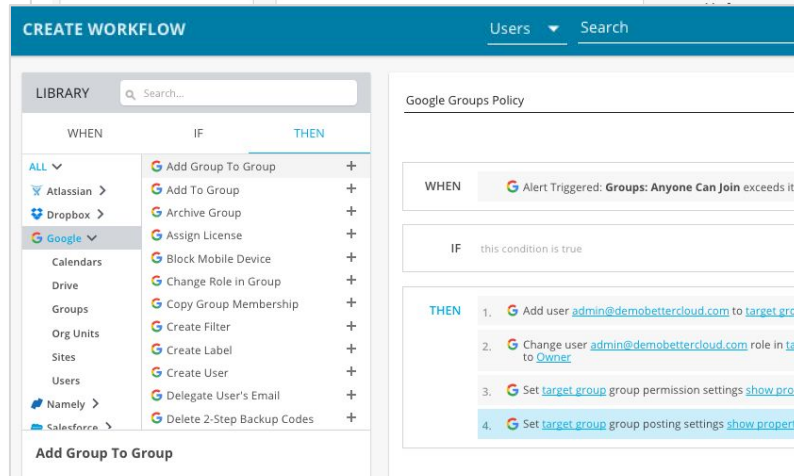 CREATE WORKFLOW
Users
Search
LIBRARY
Search...
WHEN
IF
THEN
ALL
Atlassian
Dropbox
Google
Calendars
Drive
Groups
Org Units
Sites
Users
Namely
Salesforce
Add Group To Group
Add To Group
Archive Group
Assign License
Block Mobile Device
Change Role in Group
Copy Group Membership
Create Filter
Create Label
Create User
Delegate User's Email
Delete 2-Step Backup Codes
Add Group To Group
Google Groups Policy
WHEN
Alert Triggered: Groups: Anyone Can Join exceeds it
IF
this condition is true
THEN
1. Add user admin@demobettercloud.com to target gro
2. Change user admin@demobettercloud.com role in ta
to Owner
3. Set target group group permission settings show pro
4. Set target group group posting settings show propert